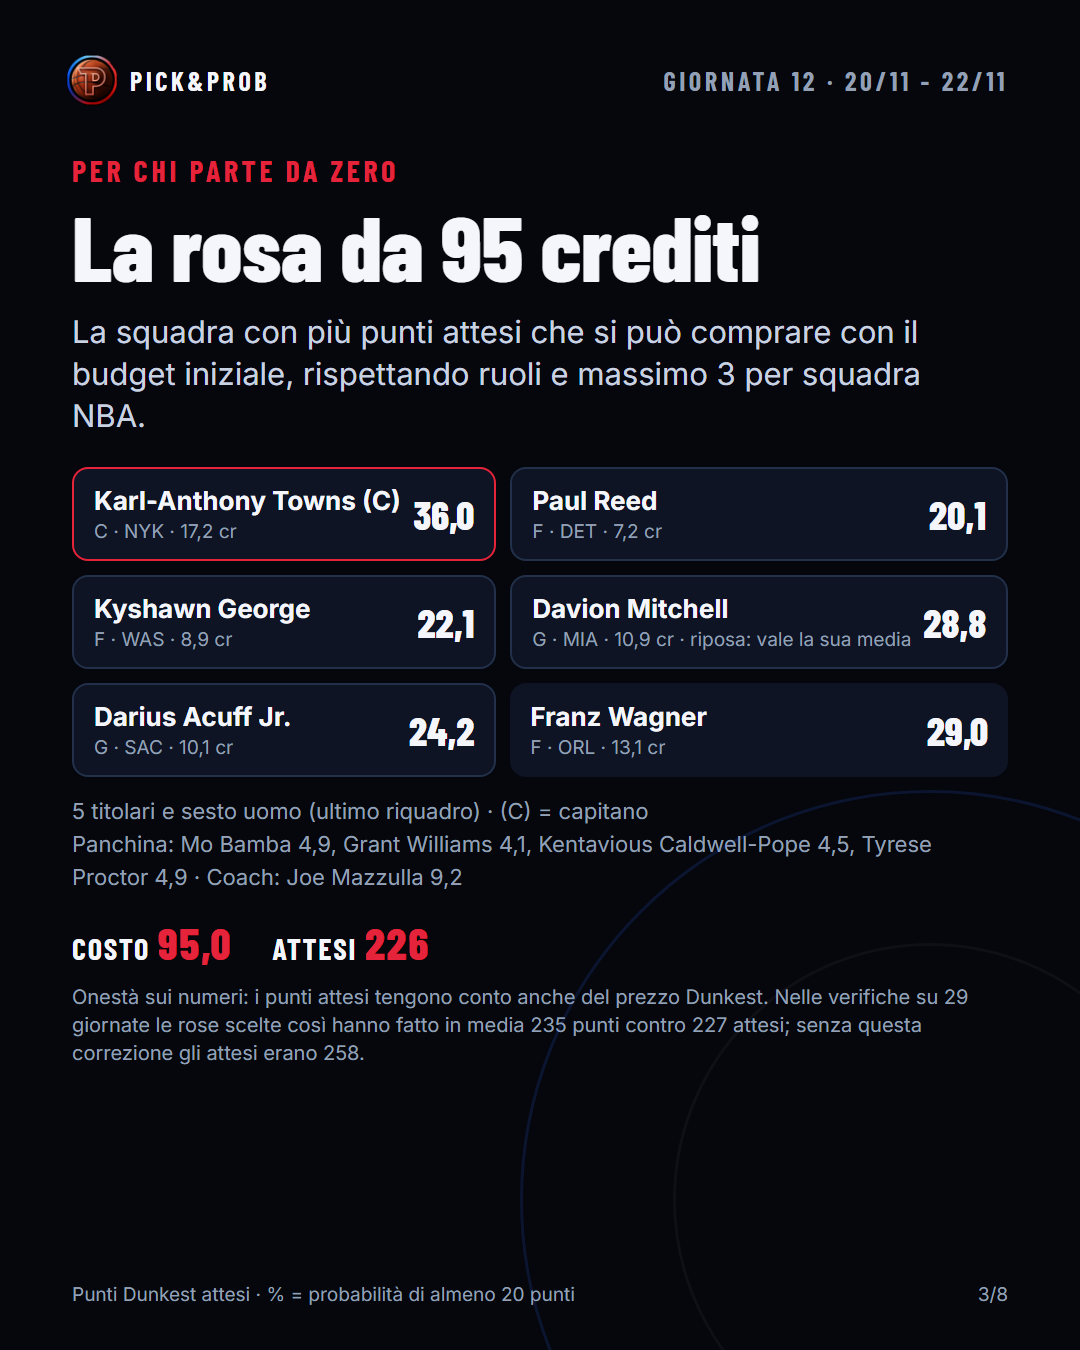 PICK&PROB
GIORNATA 12 · 20/11 - 22/11
PER CHI PARTE DA ZERO
La rosa da 95 crediti
La squadra con più punti attesi che si può comprare con il
budget iniziale, rispettando ruoli e massimo 3 per squadra
NBA.
Karl-Anthony Towns (C)
C · NYK · 17,2 cr
36,0
Paul Reed
F · DET · 7,2 cr
20,1
Kyshawn George
F · WAS · 8,9 cr
22,1
Davion Mitchell
G · MIA · 10,9 cr · riposa: vale la sua media
28,8
Darius Acuff Jr.
G · SAC · 10,1 cr
24,2
Franz Wagner
F · ORL · 13,1 cr
29,0
5 titolari e sesto uomo (ultimo riquadro) · (C) = capitano
Panchina: Mo Bamba 4,9, Grant Williams 4,1, Kentavious Caldwell-Pope 4,5, Tyrese
Proctor 4,9 · Coach: Joe Mazzulla 9,2
COSTO 95,0 ATTESI 226
Onestà sui numeri: i punti attesi tengono conto anche del prezzo Dunkest. Nelle verifiche su 29
giornate le rose scelte così hanno fatto in media 235 punti contro 227 attesi; senza questa
correzione gli attesi erano 258.
Punti Dunkest attesi · % = probabilità di almeno 20 punti
3/8